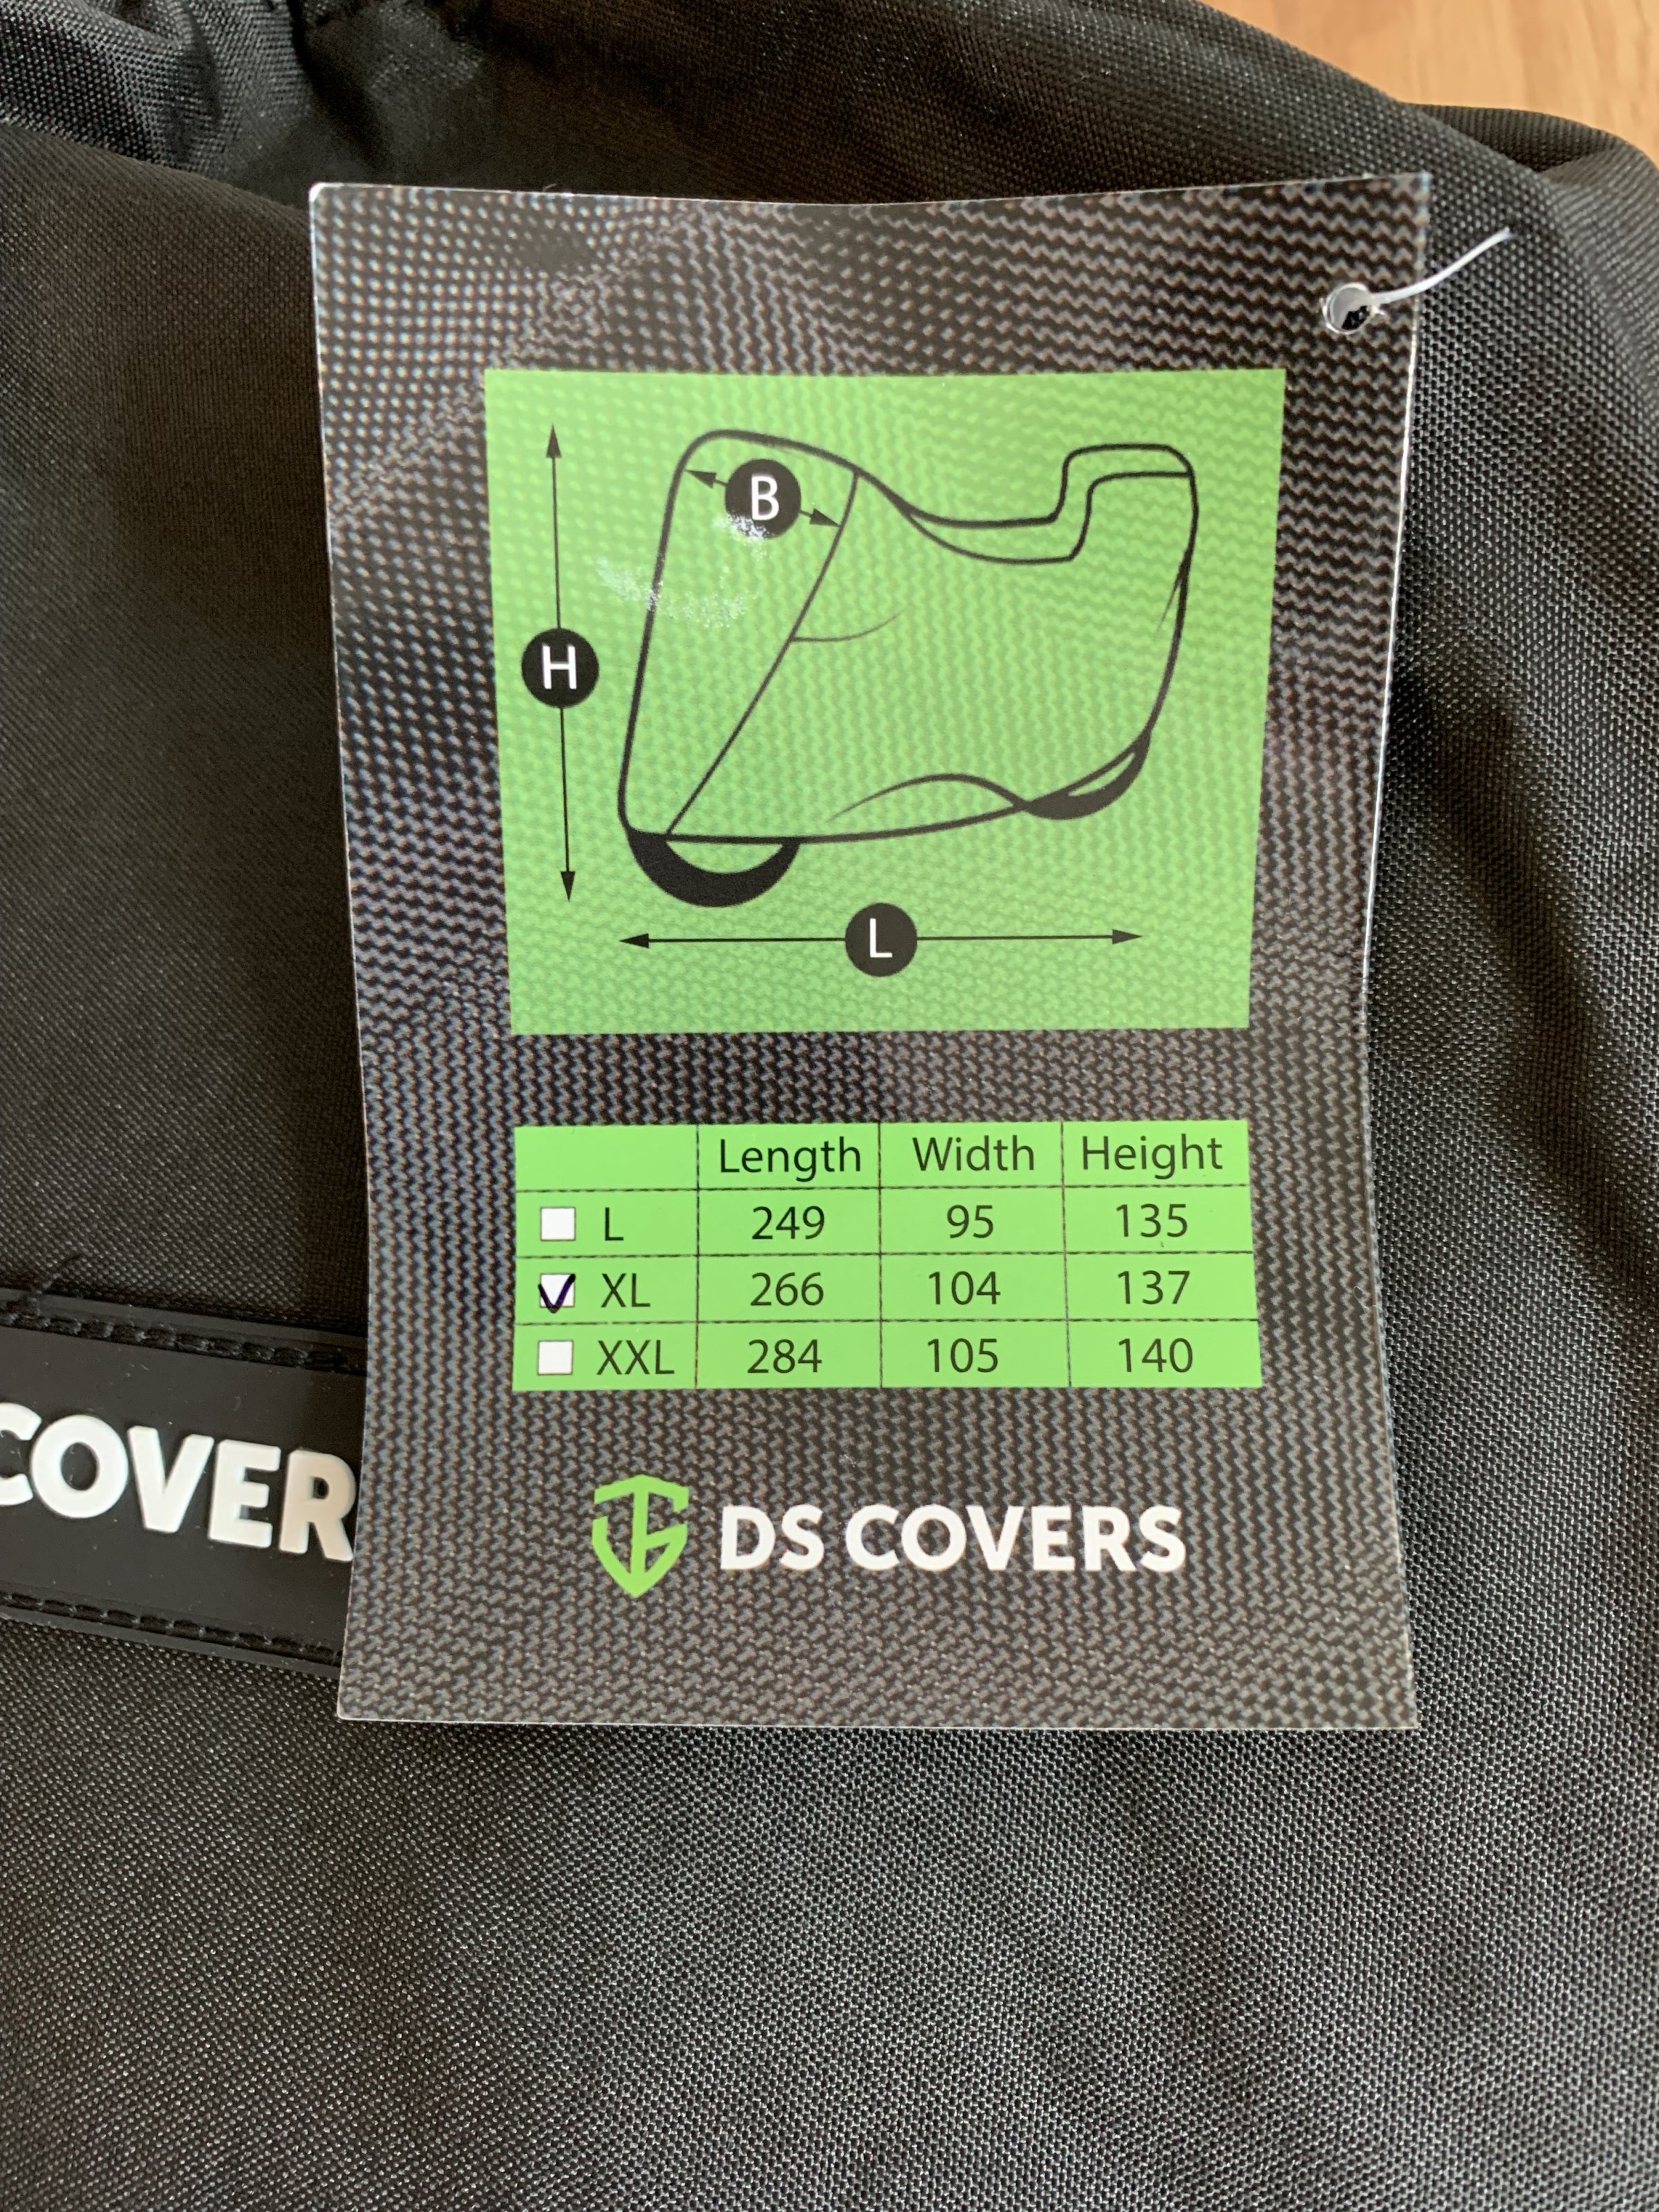 B
H
L
Length Width Height
L 249 95 135
XL 266 104 137
XXL 284 105 140
DS COVERS
COVER